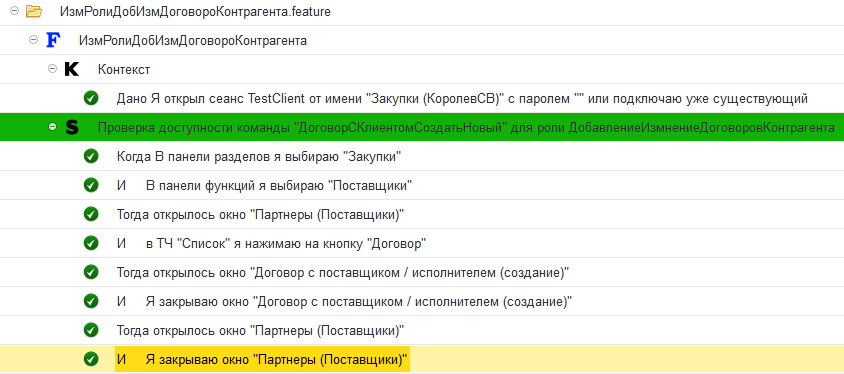 ИзмРолиДобИзмДоговороКонтрагента.feature
F ИзмРолиДобИзмДоговороКонтрагента
K Контекст
Дано Я открыл сеанс TestClient от имени "Закупки (КоролевСВ)" с паролем "" или подключаю уже существующий
S Проверка доступности команды "ДоговорСКлиентомСоздатьНовый" для роли ДобавлениеИзмнениеДоговоровКонтрагента
Когда В панели разделов я выбираю "Закупки"
И В панели функций я выбираю "Поставщики"
Тогда открылось окно "Партнеры (Поставщики)"
И в ТЧ "Список" я нажимаю на кнопку "Договор"
Тогда открылось окно "Договор с поставщиком / исполнителем (создание)"
И Я закрываю окно "Договор с поставщиком / исполнителем (создание)"
Тогда открылось окно "Партнеры (Поставщики)"
И Я закрываю окно "Партнеры (Поставщики)"